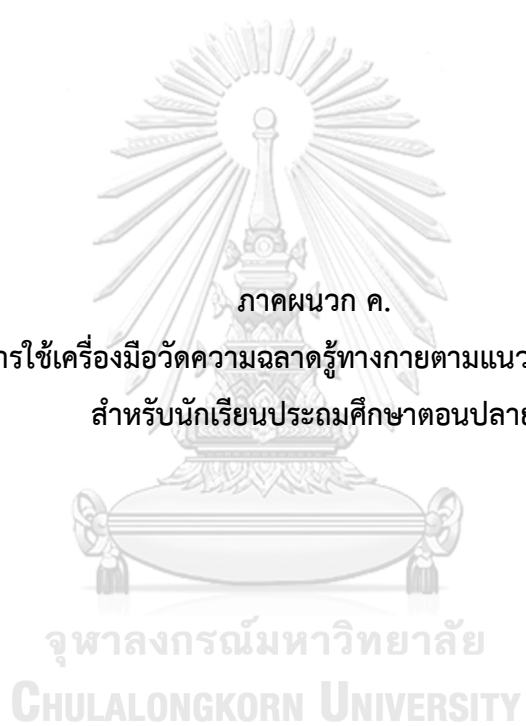 ภาคผนวก ค.
ารใช้เครื่องมือวัดความฉลาดรู้ทางกายตามแนว
สำหรับนักเรียนประถมศึกษาตอนปลาย
จุฬาลงกรณ์มหาวิทยาลัย
CHULALONGKORN UNIVERSITY